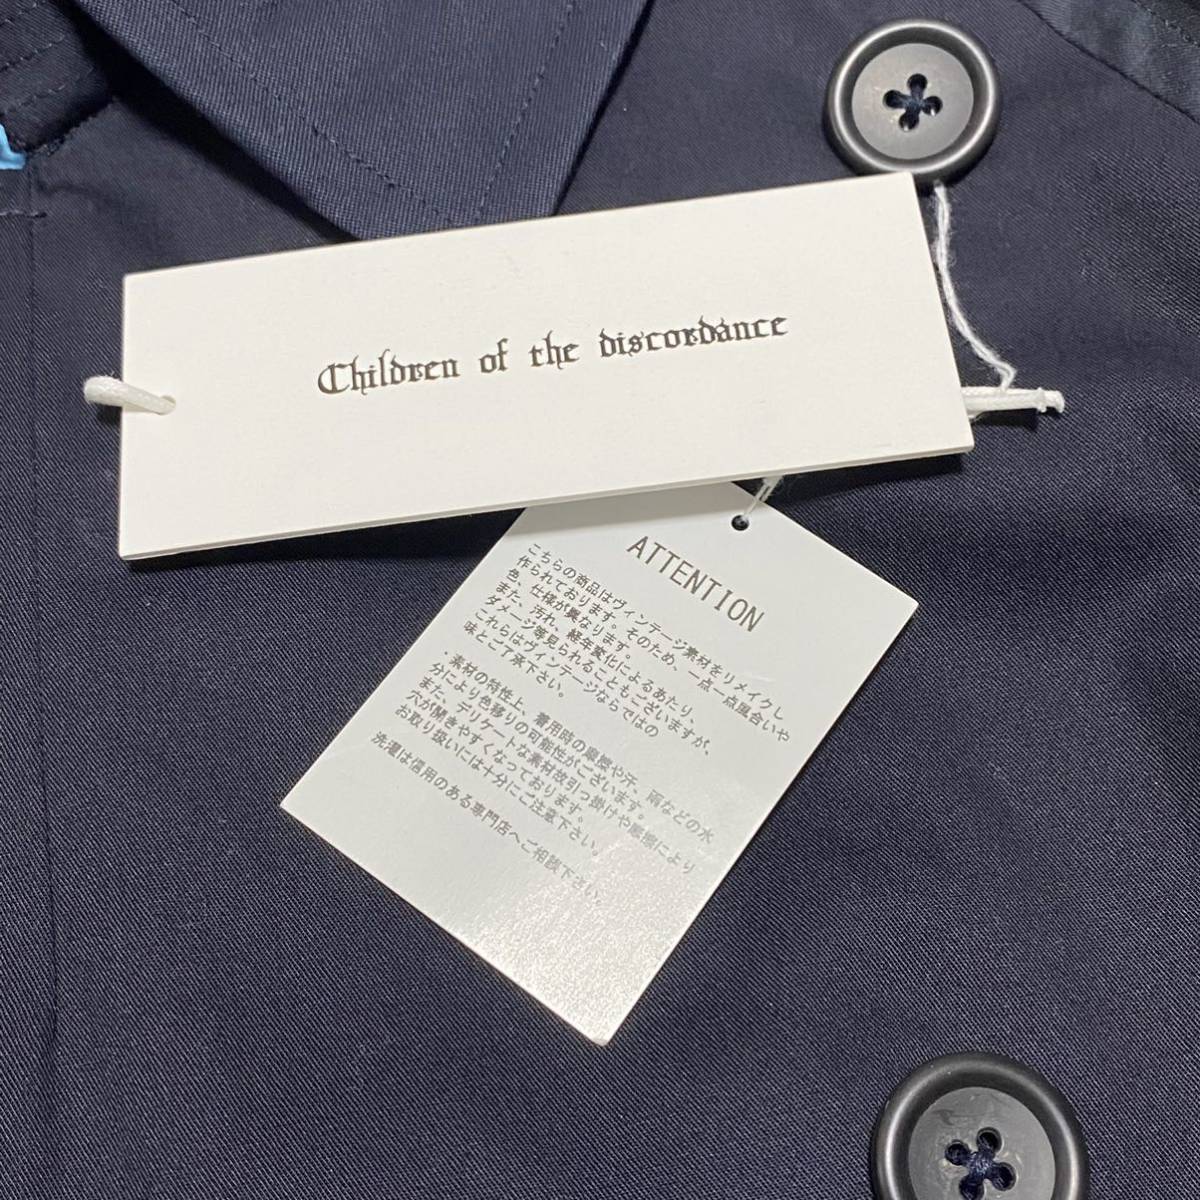 Children of the discordance
ATTENTION
こちらの商品はヴィンテージ素材をリメイクし
作られております。そのため、一点一点風合いや
色、仕様が異なります。
また、汚れ、経年変化によるあたり、
ダメージ等見られることもございますが、
これらはヴィンテージならではの
味とご了承下さい。
・素材の特性上、着用時の摩擦や汗、雨などの水
分により色移りの可能性がございます。
また、デリケートな素材故引っ掛けや摩擦により
穴が開きやすくなっております。
お取り扱いには十分にご注意下さい。
洗濯は信用のある専門店へご相談下さい。